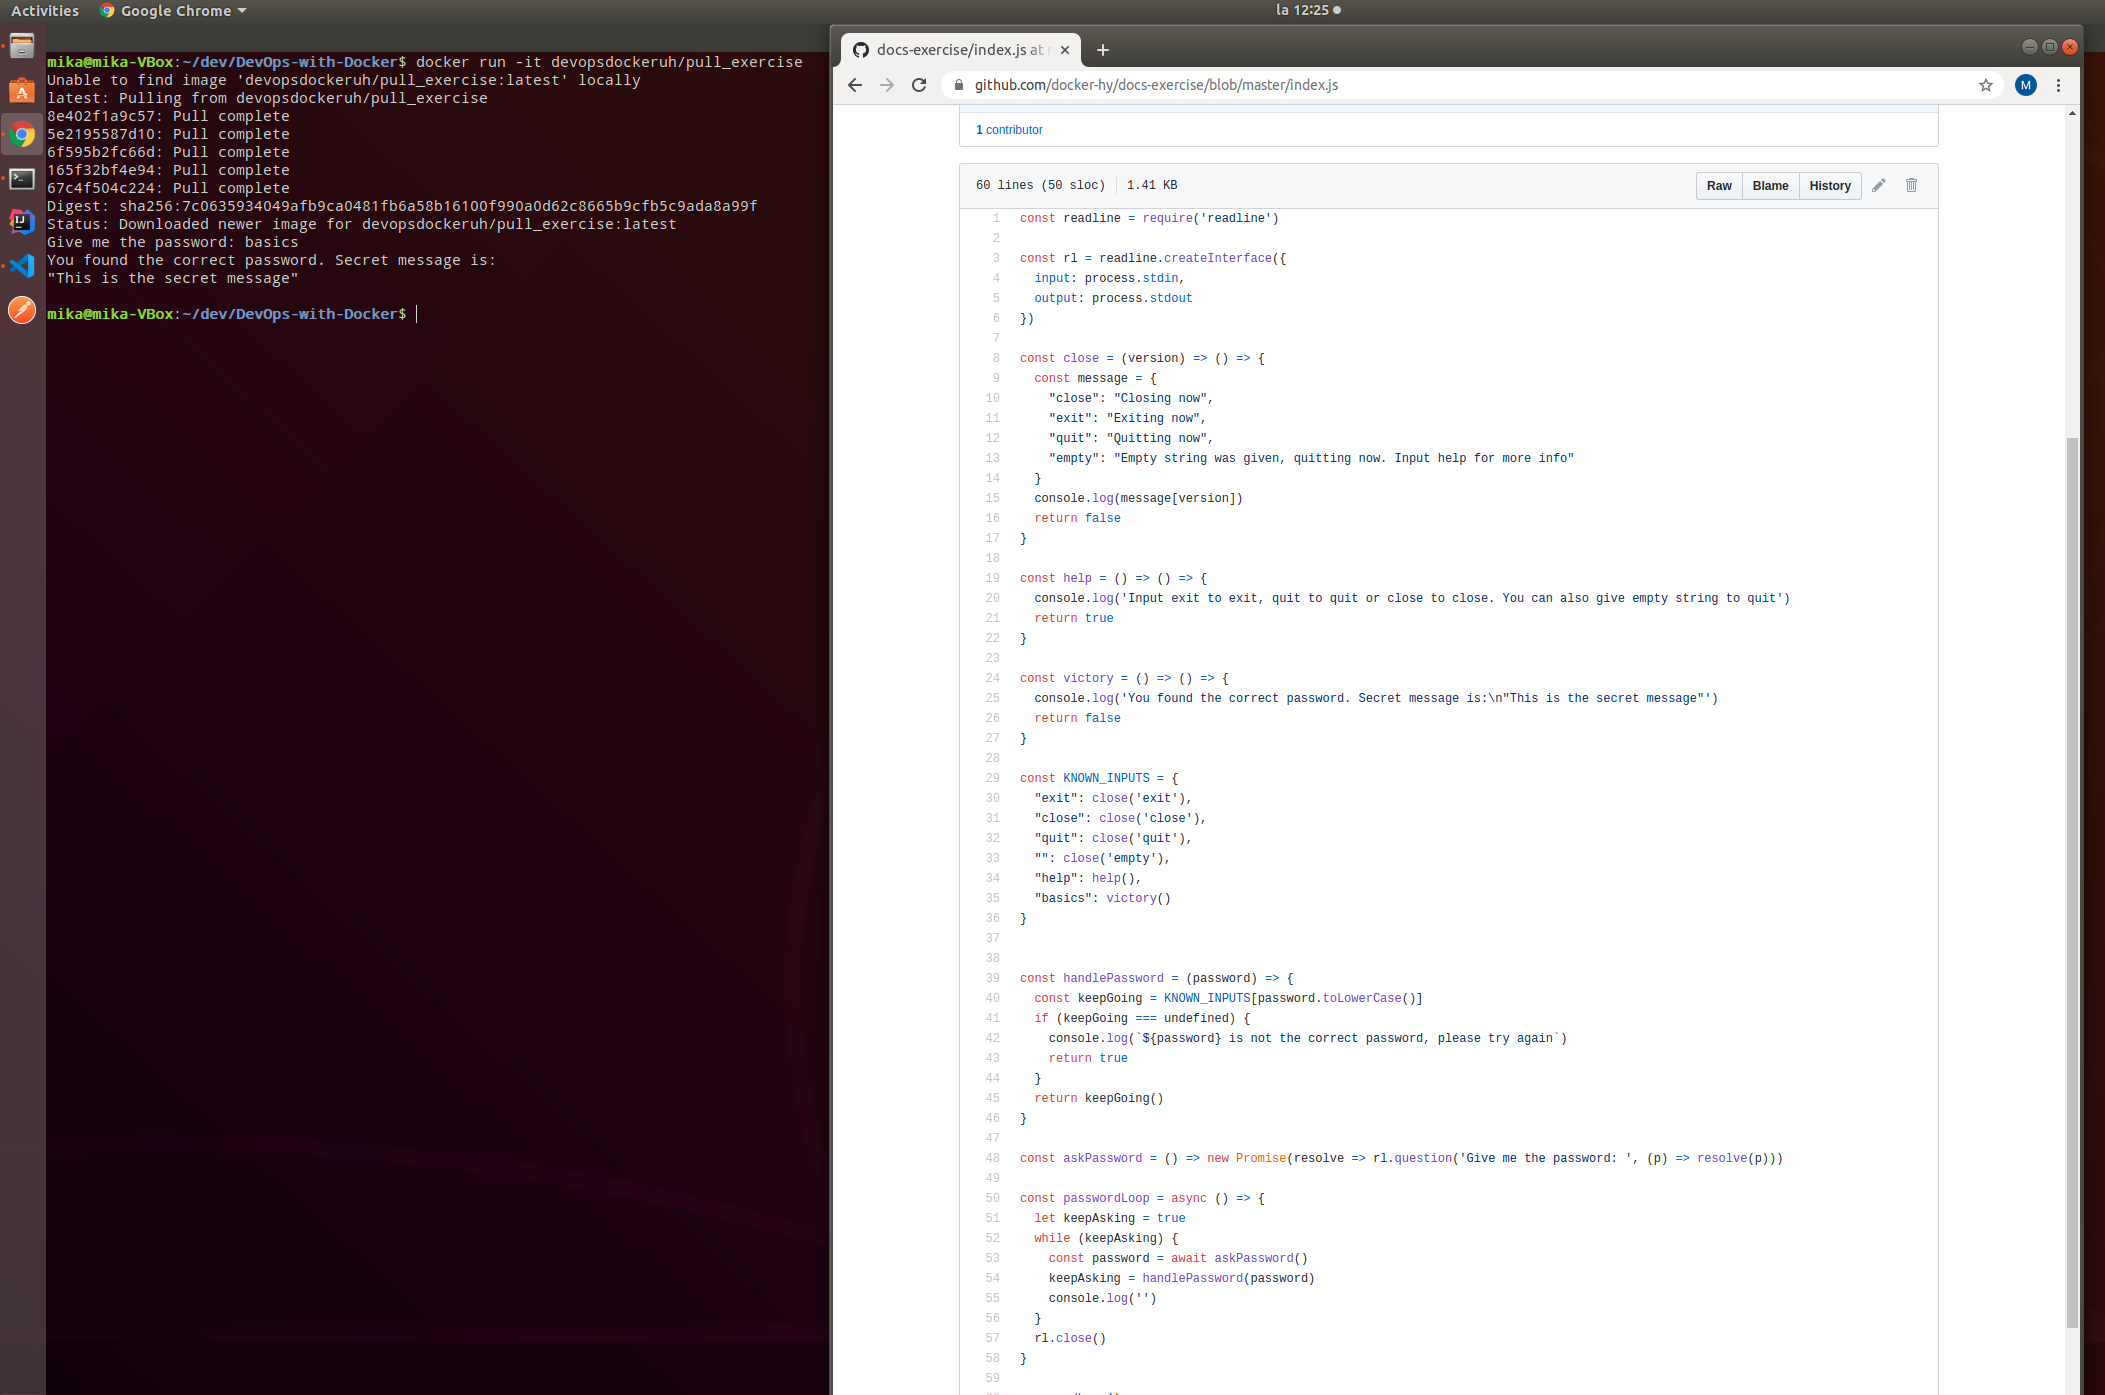 Activities
Google Chrome
la 12:25
mika@mika-VBox:~/dev/DevOps-with-Docker$ docker run -it devopsdockeruh/pull_exercise
Unable to find image 'devopsdockeruh/pull_exercise:latest' locally
latest: Pulling from devopsdockeruh/pull_exercise
8e402f1a9c57: Pull complete
5e2195587d10: Pull complete
6f595b2fc66d: Pull complete
165f32bf4e94: Pull complete
67c4f504c224: Pull complete
Digest: sha256:7c0635934049afb9ca0481fb6a58b16100f990a0d62c8665b9cfb5c9ada8a99f
Status: Downloaded newer image for devopsdockeruh/pull_exercise:latest
Give me the password: basics
You found the correct password. Secret message is:
"This is the secret message"
mika@mika-VBox:~/dev/DevOps-with-Docker$
docs-exercise/index.js at
github.com/docker-hy/docs-exercise/blob/master/index.js
M
1 contributor
60 lines (50 sloc) 1.41 KB
Raw Blame History
1 const readline = require('readline')
2
3 const rl = readline.createInterface({
4   input: process.stdin,
5   output: process.stdout
6 })
7
8 const close = (version) => () => {
9   const message = {
10     "close": "Closing now",
11     "exit": "Exiting now",
12     "quit": "Quitting now",
13     "empty": "Empty string was given, quitting now. Input help for more info"
14   }
15   console.log(message[version])
16   return false
17 }
18
19 const help = () => () => {
20   console.log('Input exit to exit, quit to quit or close to close. You can also give empty string to quit')
21   return true
22 }
23
24 const victory = () => () => {
25   console.log('You found the correct password. Secret message is:\n"This is the secret message"')
26   return false
27 }
28
29 const KNOWN_INPUTS = {
30   "exit": close('exit'),
31   "close": close('close'),
32   "quit": close('quit'),
33   "": close('empty'),
34   "help": help(),
35   "basics": victory()
36 }
37
38
39 const handlePassword = (password) => {
40   const keepGoing = KNOWN_INPUTS[password.toLowerCase()]
41   if (keepGoing === undefined) {
42     console.log(`${password} is not the correct password, please try again`)
43     return true
44   }
45   return keepGoing()
46 }
47
48 const askPassword = () => new Promise(resolve => rl.question('Give me the password: ', (p) => resolve(p)))
49
50 const passwordLoop = async () => {
51   let keepAsking = true
52   while (keepAsking) {
53     const password = await askPassword()
54     keepAsking = handlePassword(password)
55     console.log('')
56   }
57   rl.close()
58 }
59